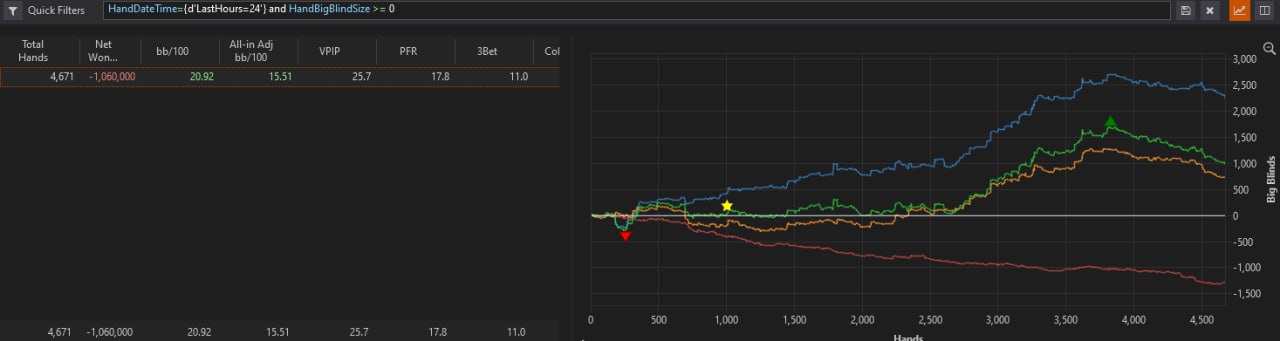 Quick Filters HandDateTime={d'LastHours=24'} and HandBigBlindSize >= 0
Total Hands Net Won... bb/100 All-in Adj bb/100 VPIP PFR 3Bet Col
4,671 -1,060,000 20.92 15.51 25.7 17.8 11.0
4,671 -1,060,000 20.92 15.51 25.7 17.8 11.0
3,000
2,500
2,000
1,500
1,000
500
0
-500
-1,000
-1,500
Big Blinds
0 500 1,000 1,500 2,000 2,500 3,000 3,500 4,000 4,500
Hands